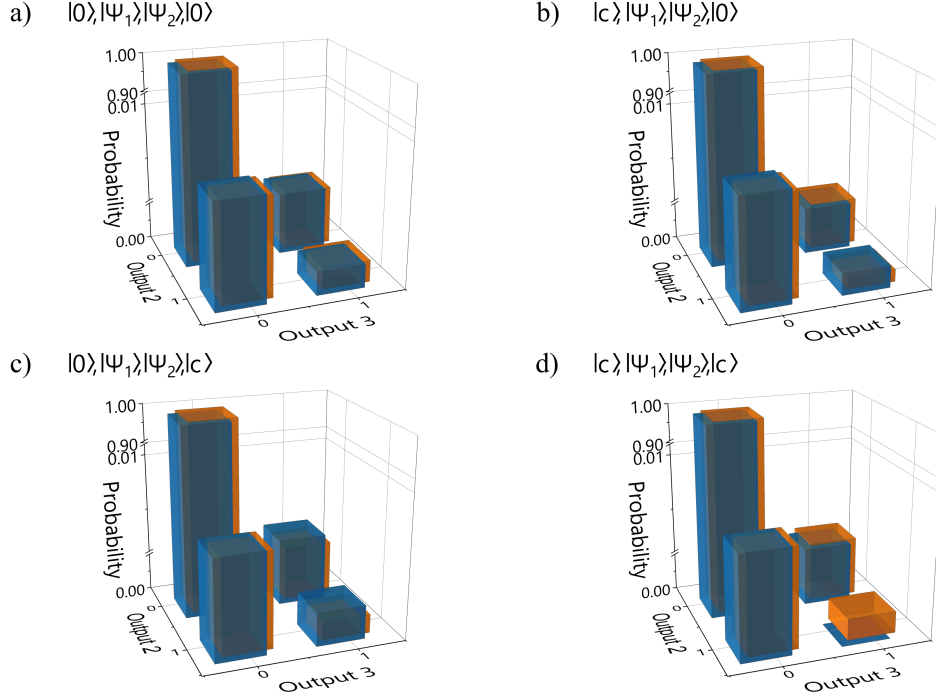 a) |0⟩,|Ψ₁⟩,|Ψ₂⟩,|0⟩
1.00
0.90
0.01
Probability
0.00
0
Output 2
1
0
Output 3
1
b) |c⟩,|Ψ₁⟩,|Ψ₂⟩,|0⟩
1.00
0.90
0.01
Probability
0.00
0
Output 2
1
0
Output 3
1
c) |0⟩,|Ψ₁⟩,|Ψ₂⟩,|c⟩
1.00
0.90
0.01
Probability
0.00
0
Output 2
1
0
Output 3
1
d) |c⟩,|Ψ₁⟩,|Ψ₂⟩,|c⟩
1.00
0.90
0.01
Probability
0.00
0
Output 2
1
0
Output 3
1